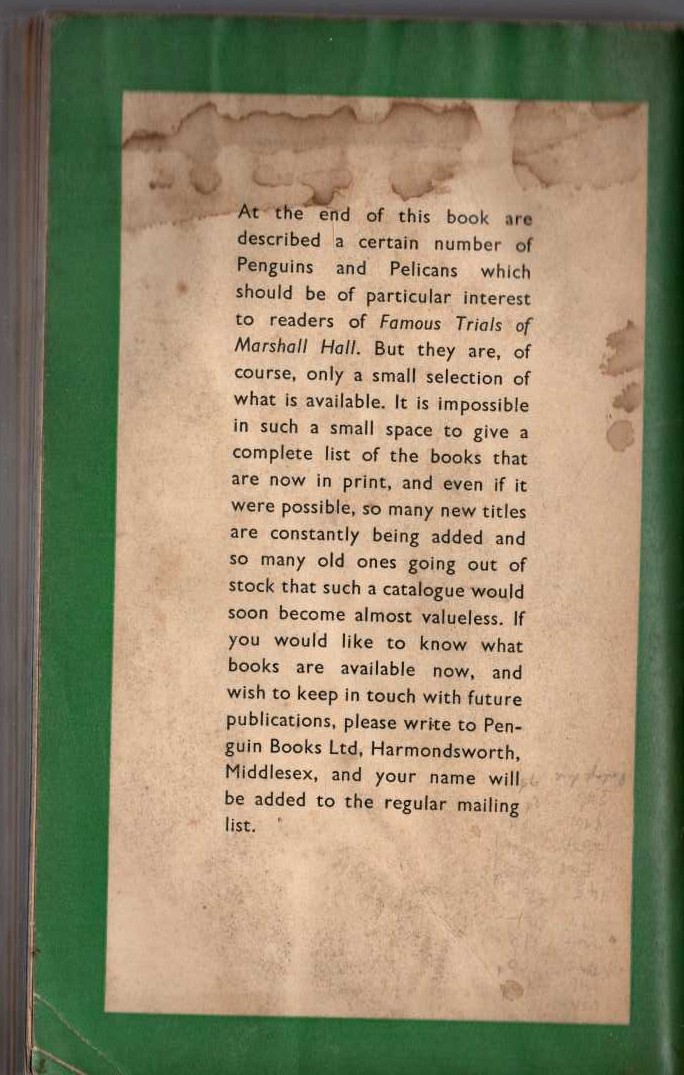 At the end of this book are
described a certain number of
Penguins and Pelicans which
should be of particular interest
to readers of Famous Trials of
Marshall Hall. But they are, of
course, only a small selection of
what is available. It is impossible
in such a small space to give a
complete list of the books that
are now in print, and even if it
were possible, so many new titles
are constantly being added and
so many old ones going out of
stock that such a catalogue would
soon become almost valueless. If
you would like to know what
books are available now, and
wish to keep in touch with future
publications, please write to Pen-
guin Books Ltd, Harmondsworth,
Middlesex, and your name will
be added to the regular mailing
list.